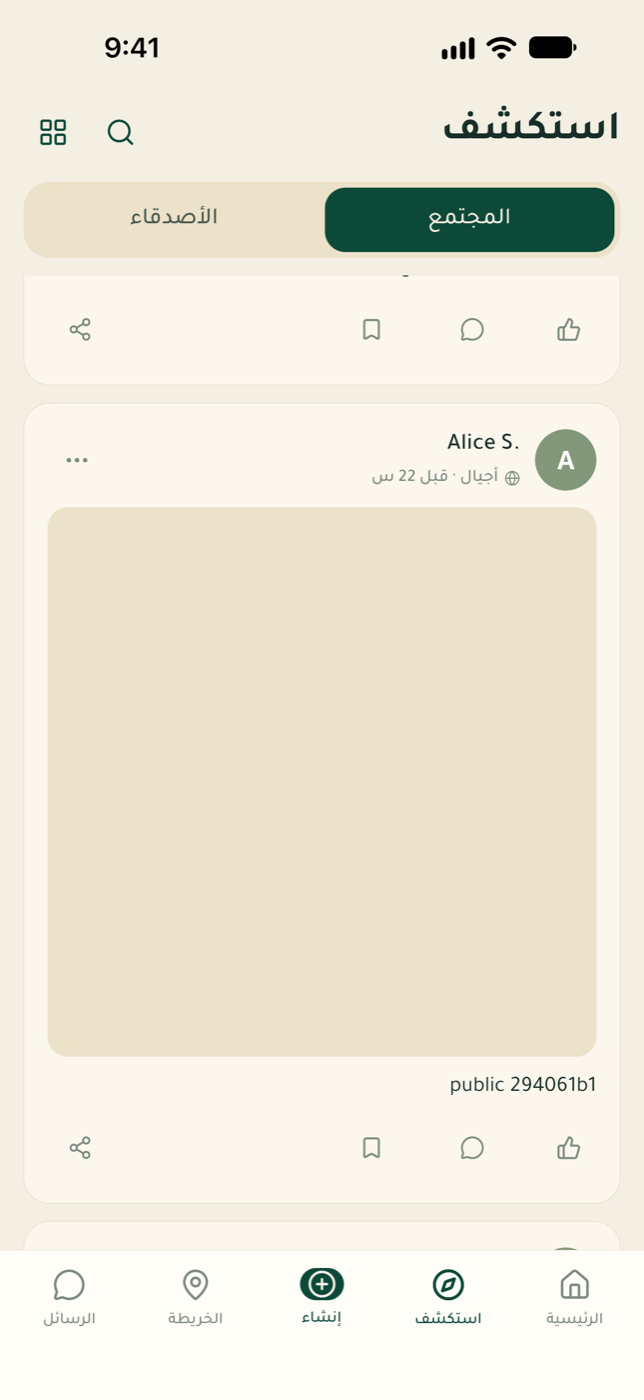 9:41
استكشف
المجتمع
الأصدقاء
Alice S.
أجيال · قبل 22 س
A
public 294061b1
الرئيسية
استكشف
إنشاء
الخريطة
الرسائل